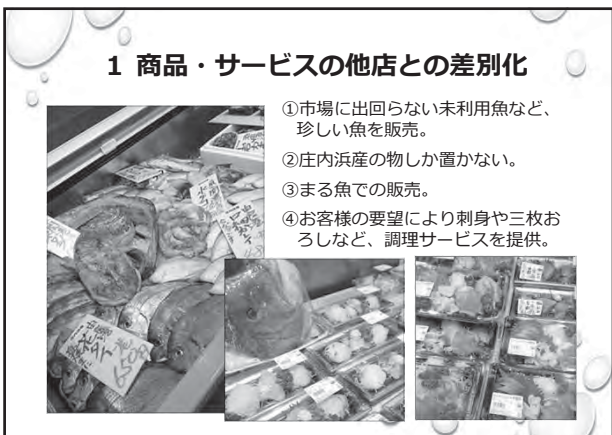 1 商品・サービスの他店との差別化
①市場に出回らない未利用魚など、
珍しい魚を販売。
②庄内浜産の物しか置かない。
③まる魚での販売。
④お客様の要望により刺身や三枚お
ろしなど、調理サービスを提供。